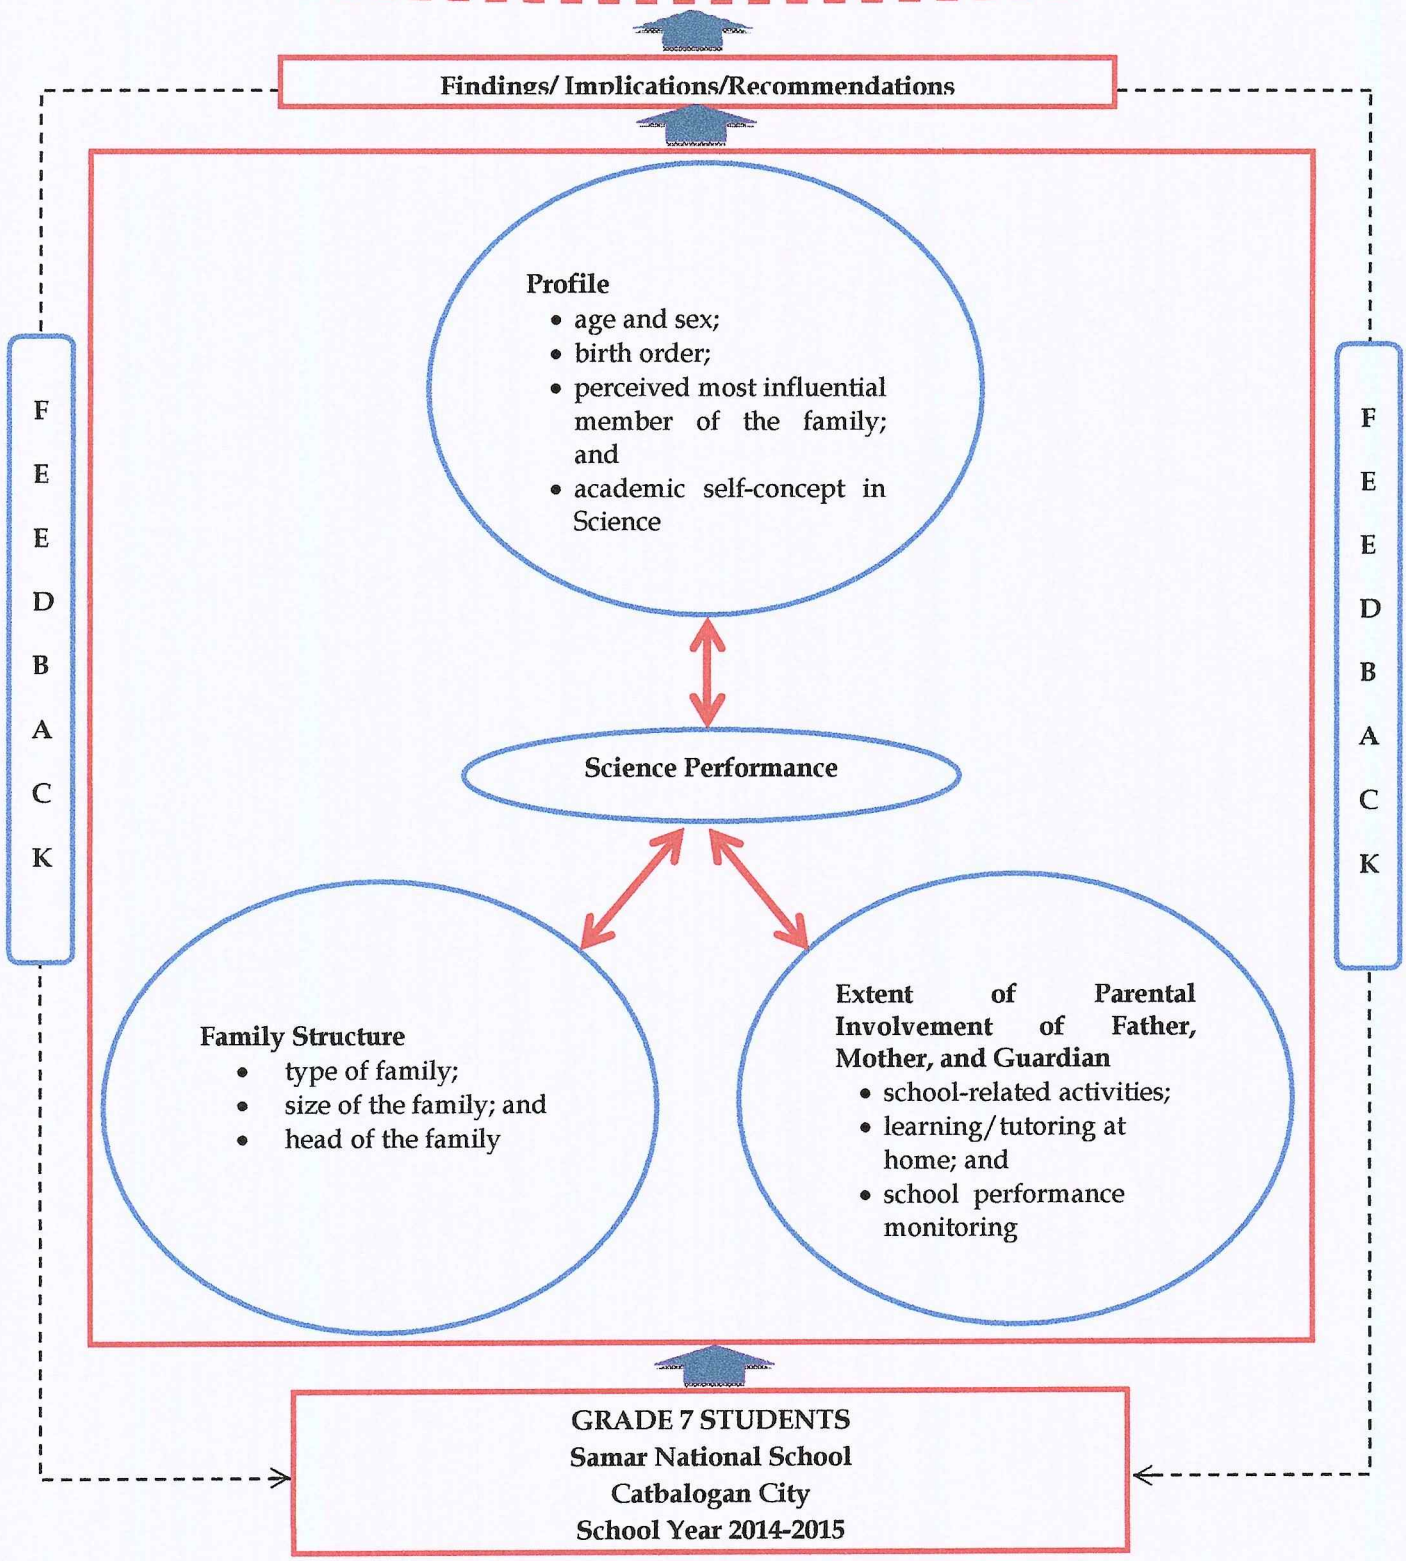 Findings/ Implications/Recommendations
Profile
• age and sex;
• birth order;
• perceived most influential
member of the family;
and
• academic self-concept in
Science
F
E
E
D
B
A
C
K
F
E
E
D
B
A
C
K
Science Performance
Family Structure
• type of family;
• size of the family; and
• head of the family
Extent of Parental
Involvement of Father,
Mother, and Guardian
• school-related activities;
• learning/tutoring at
home; and
• school performance
monitoring
GRADE 7 STUDENTS
Samar National School
Catbalogan City
School Year 2014-2015